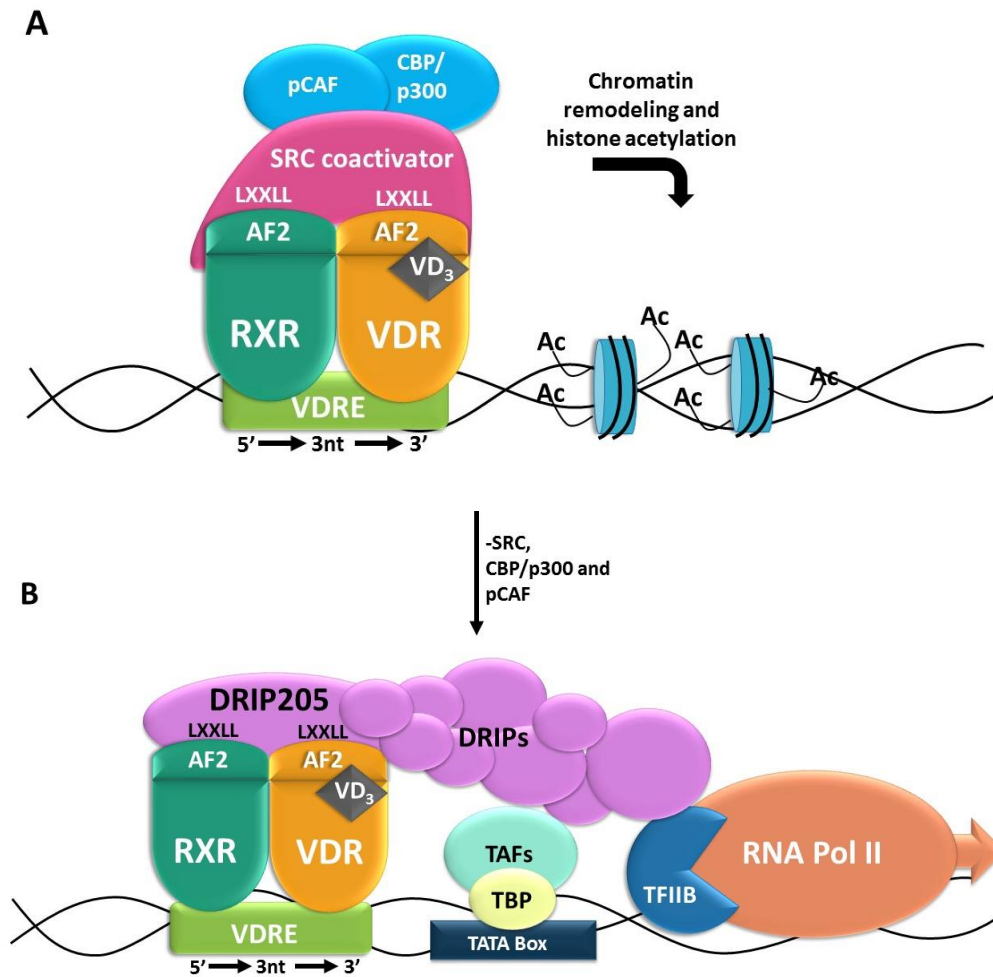 A
pCAF
CBP/
p300
Chromatin
remodeling and
histone acetylation
SRC coactivator
LXXLL
LXXLL
AF2
AF2
VD3
RXR
VDR
Ac
Ac
Ac
Ac
Ac
Ac
VDRE
5’ 3nt 3’
-SRC,
CBP/p300 and
pCAF
B
DRIP205
LXXLL
LXXLL
DRIPs
AF2
AF2
VD3
RXR
VDR
TAFs
RNA Pol II
TBP
TFIIB
VDRE
TATA Box
5’ 3nt 3’